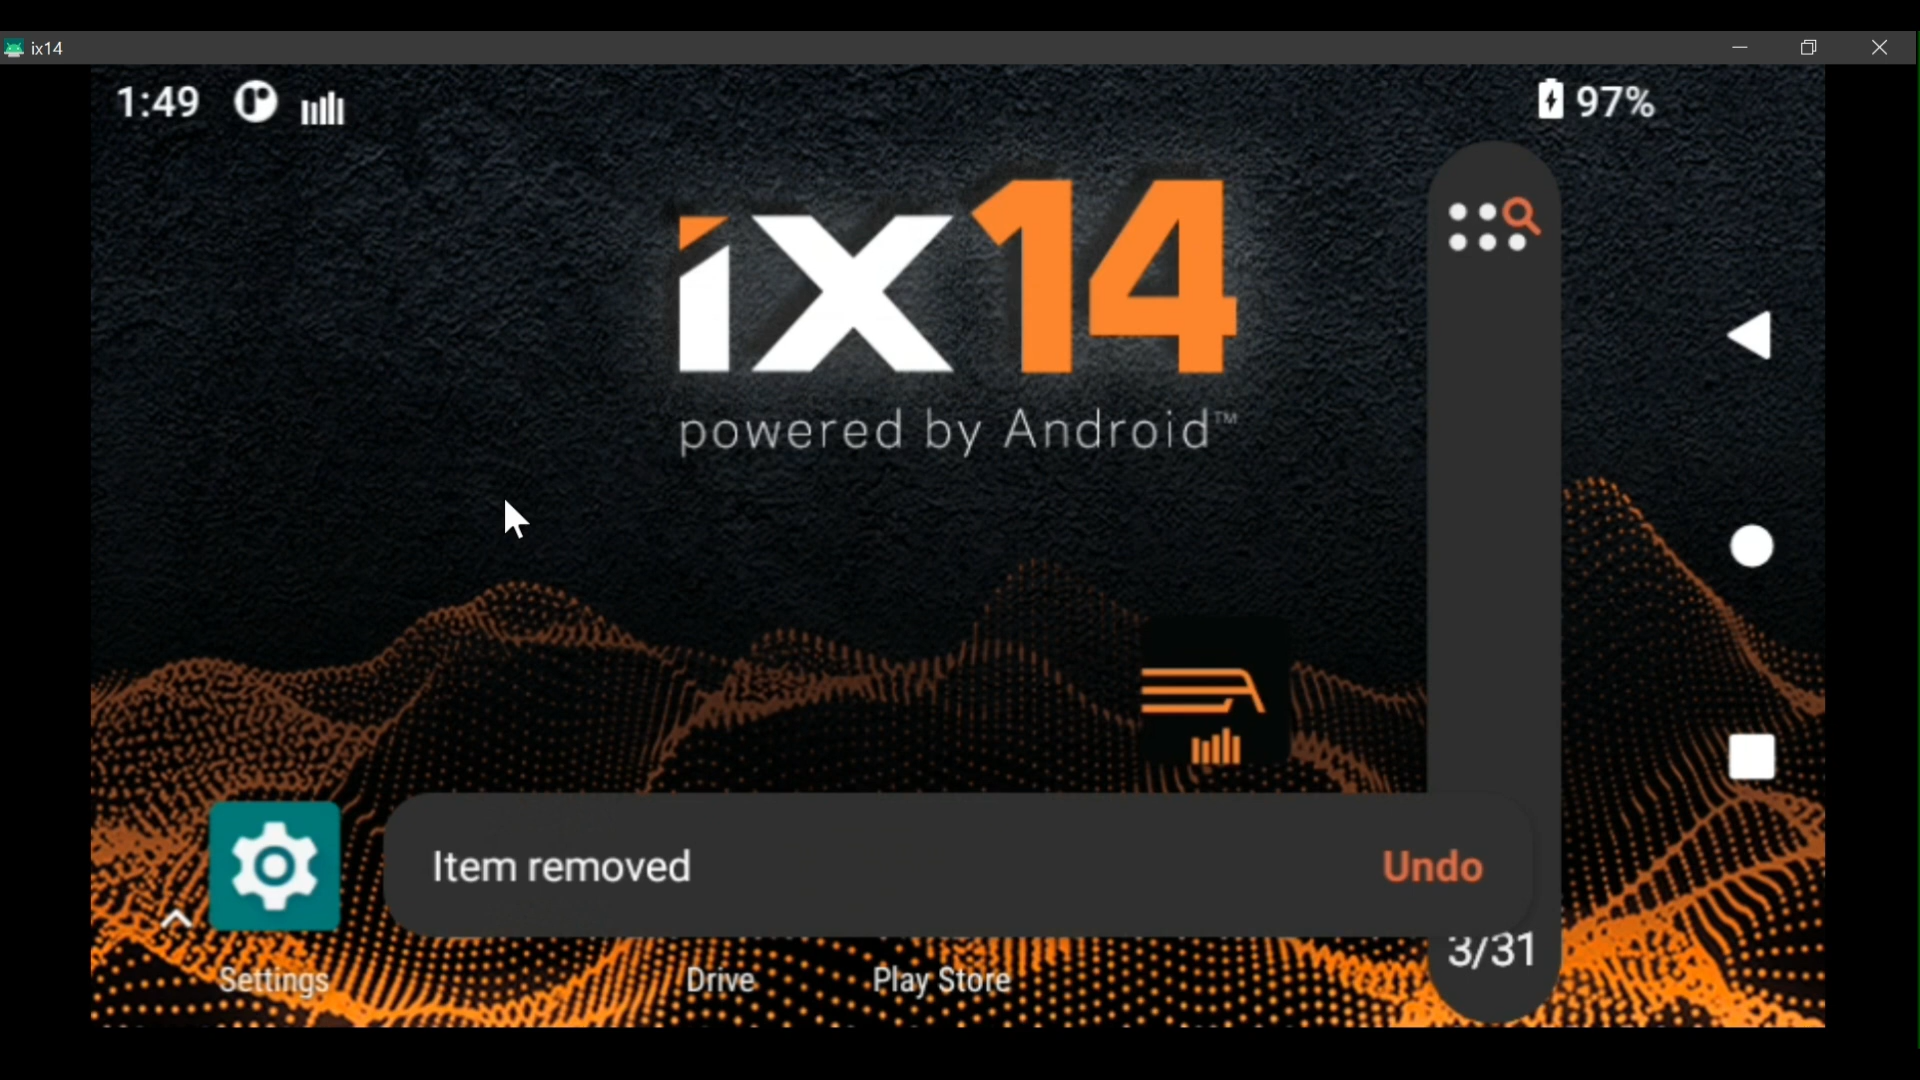 ix14
1:49
97%
ix14
powered by Android™
Item removed
Undo
3/31
Settings
Drive
Play Store